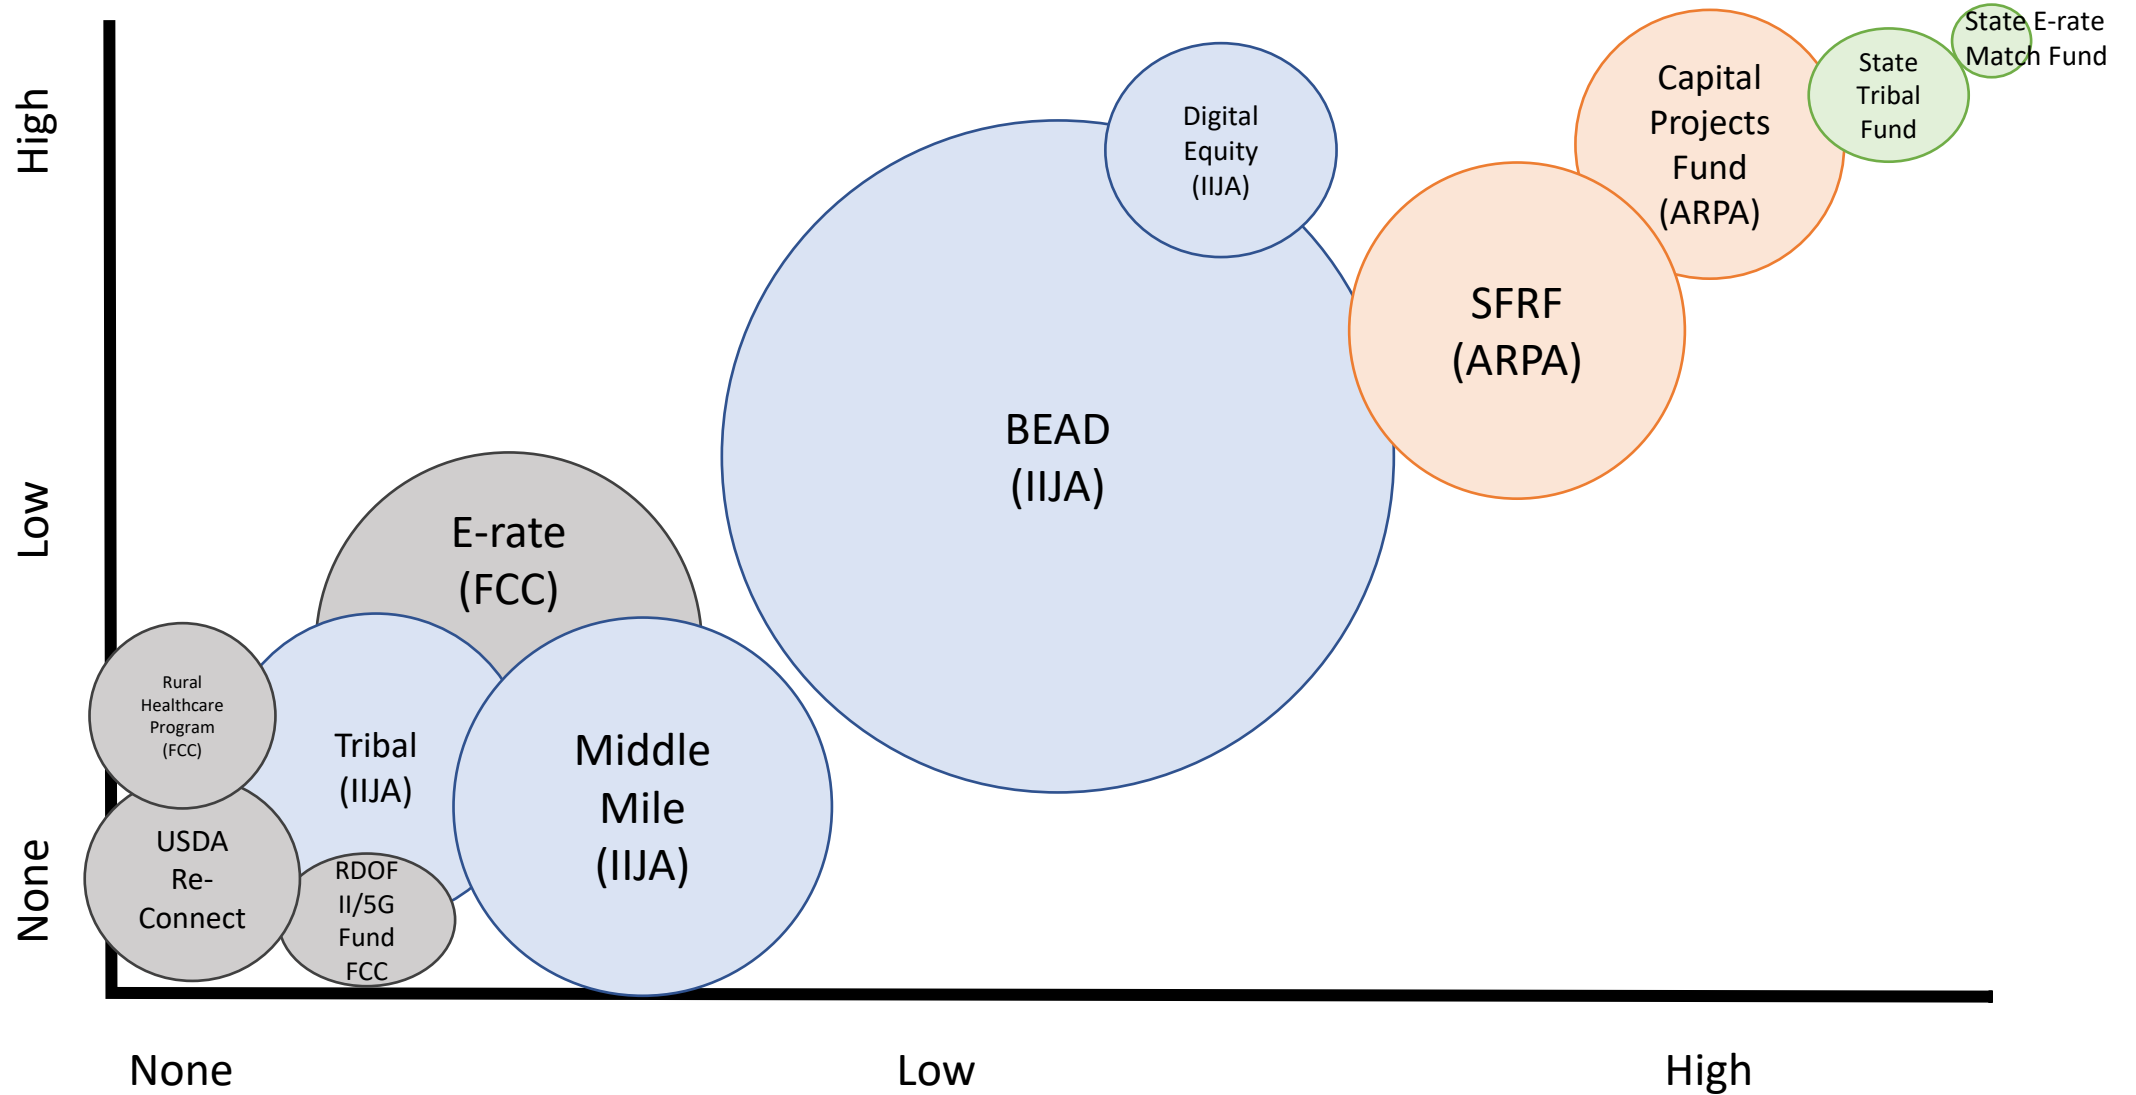 State E-rate
Match Fund
Capital
Projects
Fund
(ARPA)
State
Tribal
Fund
Digital
Equity
(IIJA)
High
SFRF
(ARPA)
BEAD
(IIJA)
Low
E-rate
(FCC)
Rural
Healthcare
Program
(FCC)
Tribal
(IIJA)
Middle
Mile
(IIJA)
USDA
Re-
Connect
RDOF
II/5G
Fund
FCC
None
None
Low
High